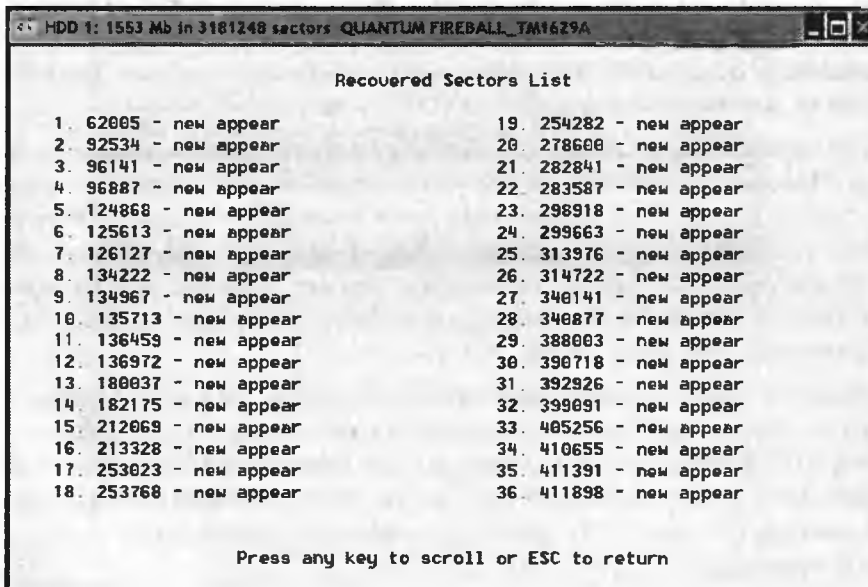 HDD 1: 1553 Mb in 3181248 sectors QUANTUM FIREBALL_TM1629A
Recovered Sectors List
1. 62005 - new appear
2. 92534 - new appear
3. 96141 - new appear
4. 96887 - new appear
5. 124868 - new appear
6. 125613 - new appear
7. 126127 - new appear
8. 134222 - new appear
9. 134967 - new appear
10. 135713 - new appear
11. 136459 - new appear
12. 136972 - new appear
13. 180037 - new appear
14. 182175 - new appear
15. 212069 - new appear
16. 213328 - new appear
17. 253023 - new appear
18. 253768 - new appear
19. 254282 - new appear
20. 278600 - new appear
21. 282841 - new appear
22. 283587 - new appear
23. 298918 - new appear
24. 299663 - new appear
25. 313976 - new appear
26. 314722 - new appear
27. 340141 - new appear
28. 340877 - new appear
29. 388003 - new appear
30. 390718 - new appear
31. 392926 - new appear
32. 399091 - new appear
33. 405256 - new appear
34. 410655 - new appear
35. 411391 - new appear
36. 411898 - new appear
Press any key to scroll or ESC to return